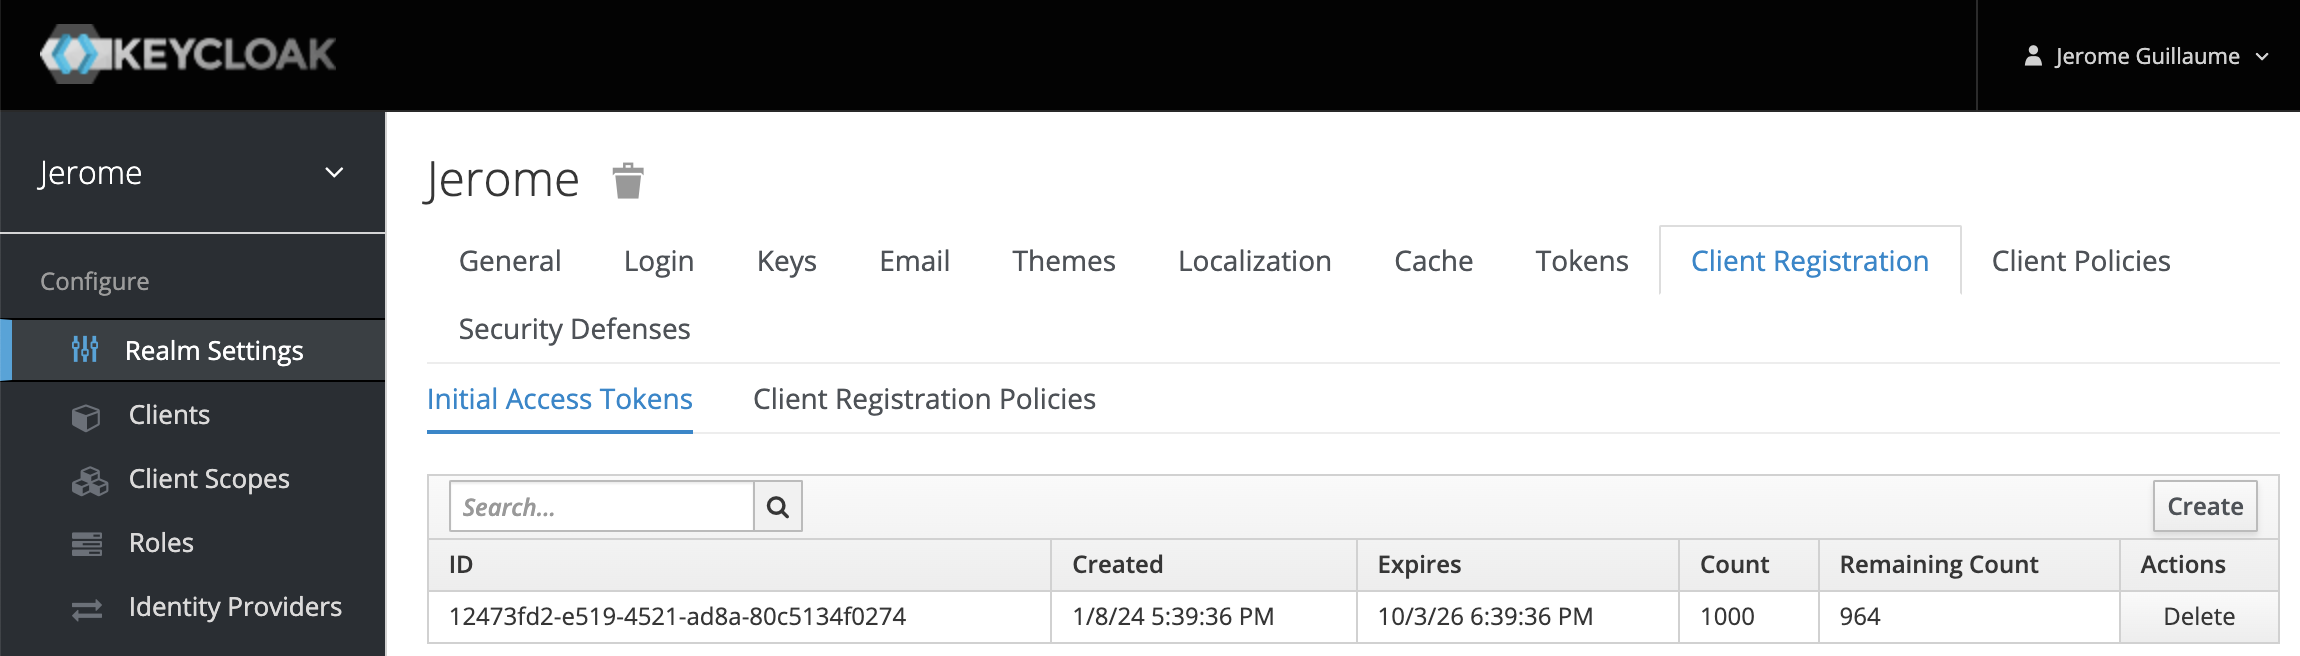 KEYCLOAK
Jerome Guillaume
Jerome
Configure
Realm Settings
Clients
Client Scopes
Roles
Identity Providers
Jerome
General Login Keys Email Themes Localization Cache Tokens Client Registration Client Policies
Security Defenses
Initial Access Tokens Client Registration Policies
Search...
Create
ID Created Expires Count Remaining Count Actions
12473fd2-e519-4521-ad8a-80c5134f0274 1/8/24 5:39:36 PM 10/3/26 6:39:36 PM 1000 964 Delete